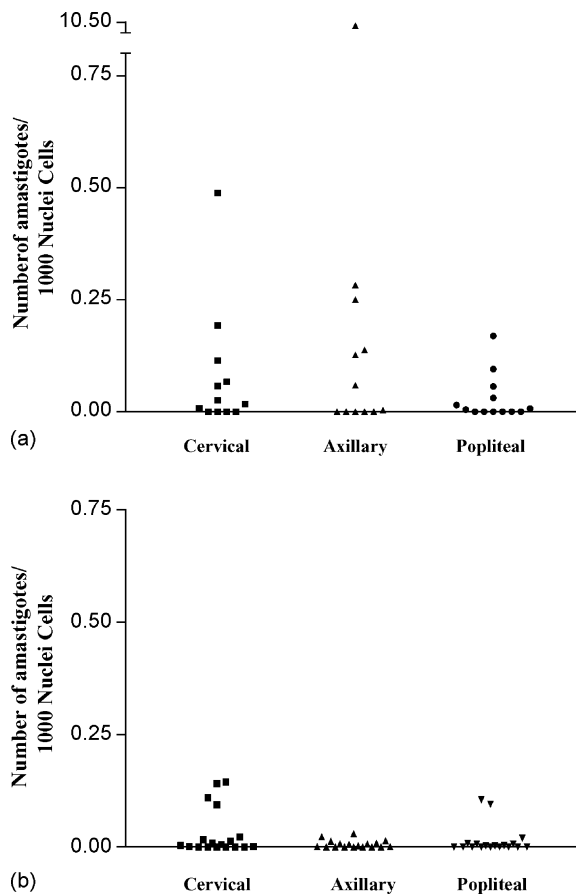 10.50
0.75
0.50
0.25
0.00
Numberof amastigotes/
1000 Nuclei Cells
(a)
Cervical Axillary Popliteal
0.75
0.50
0.25
0.00
Number of amastigotes/
1000 Nuclei Cells
(b)
Cervical Axillary Popliteal